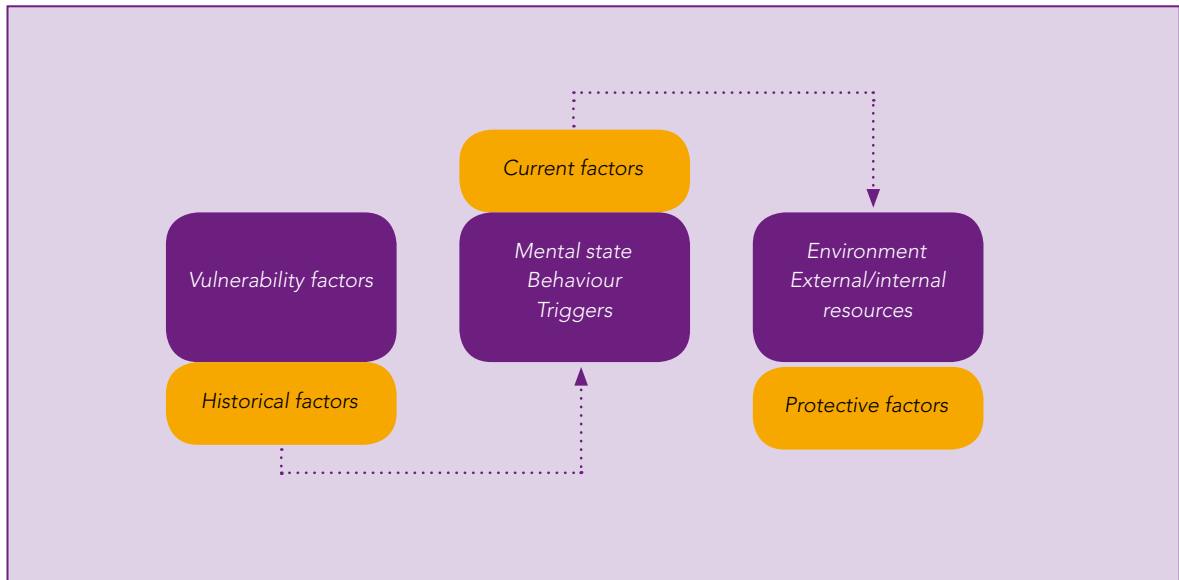 Vulnerability factors
Historical factors
Current factors
Mental state
Behaviour
Triggers
Environment
External/internal
resources
Protective factors